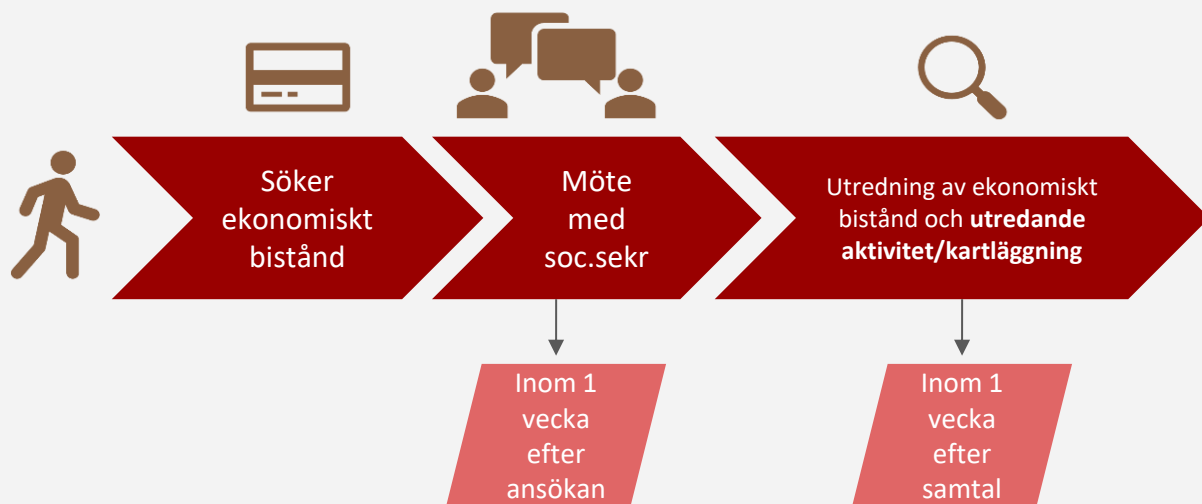 Söker
ekonomiskt
bistånd
Möte
med
soc.sekr
Utredning av ekonomiskt
bistånd och utredande
aktivitet/kartläggning
Inom 1
vecka
efter
ansökan
Inom 1
vecka
efter
samtal